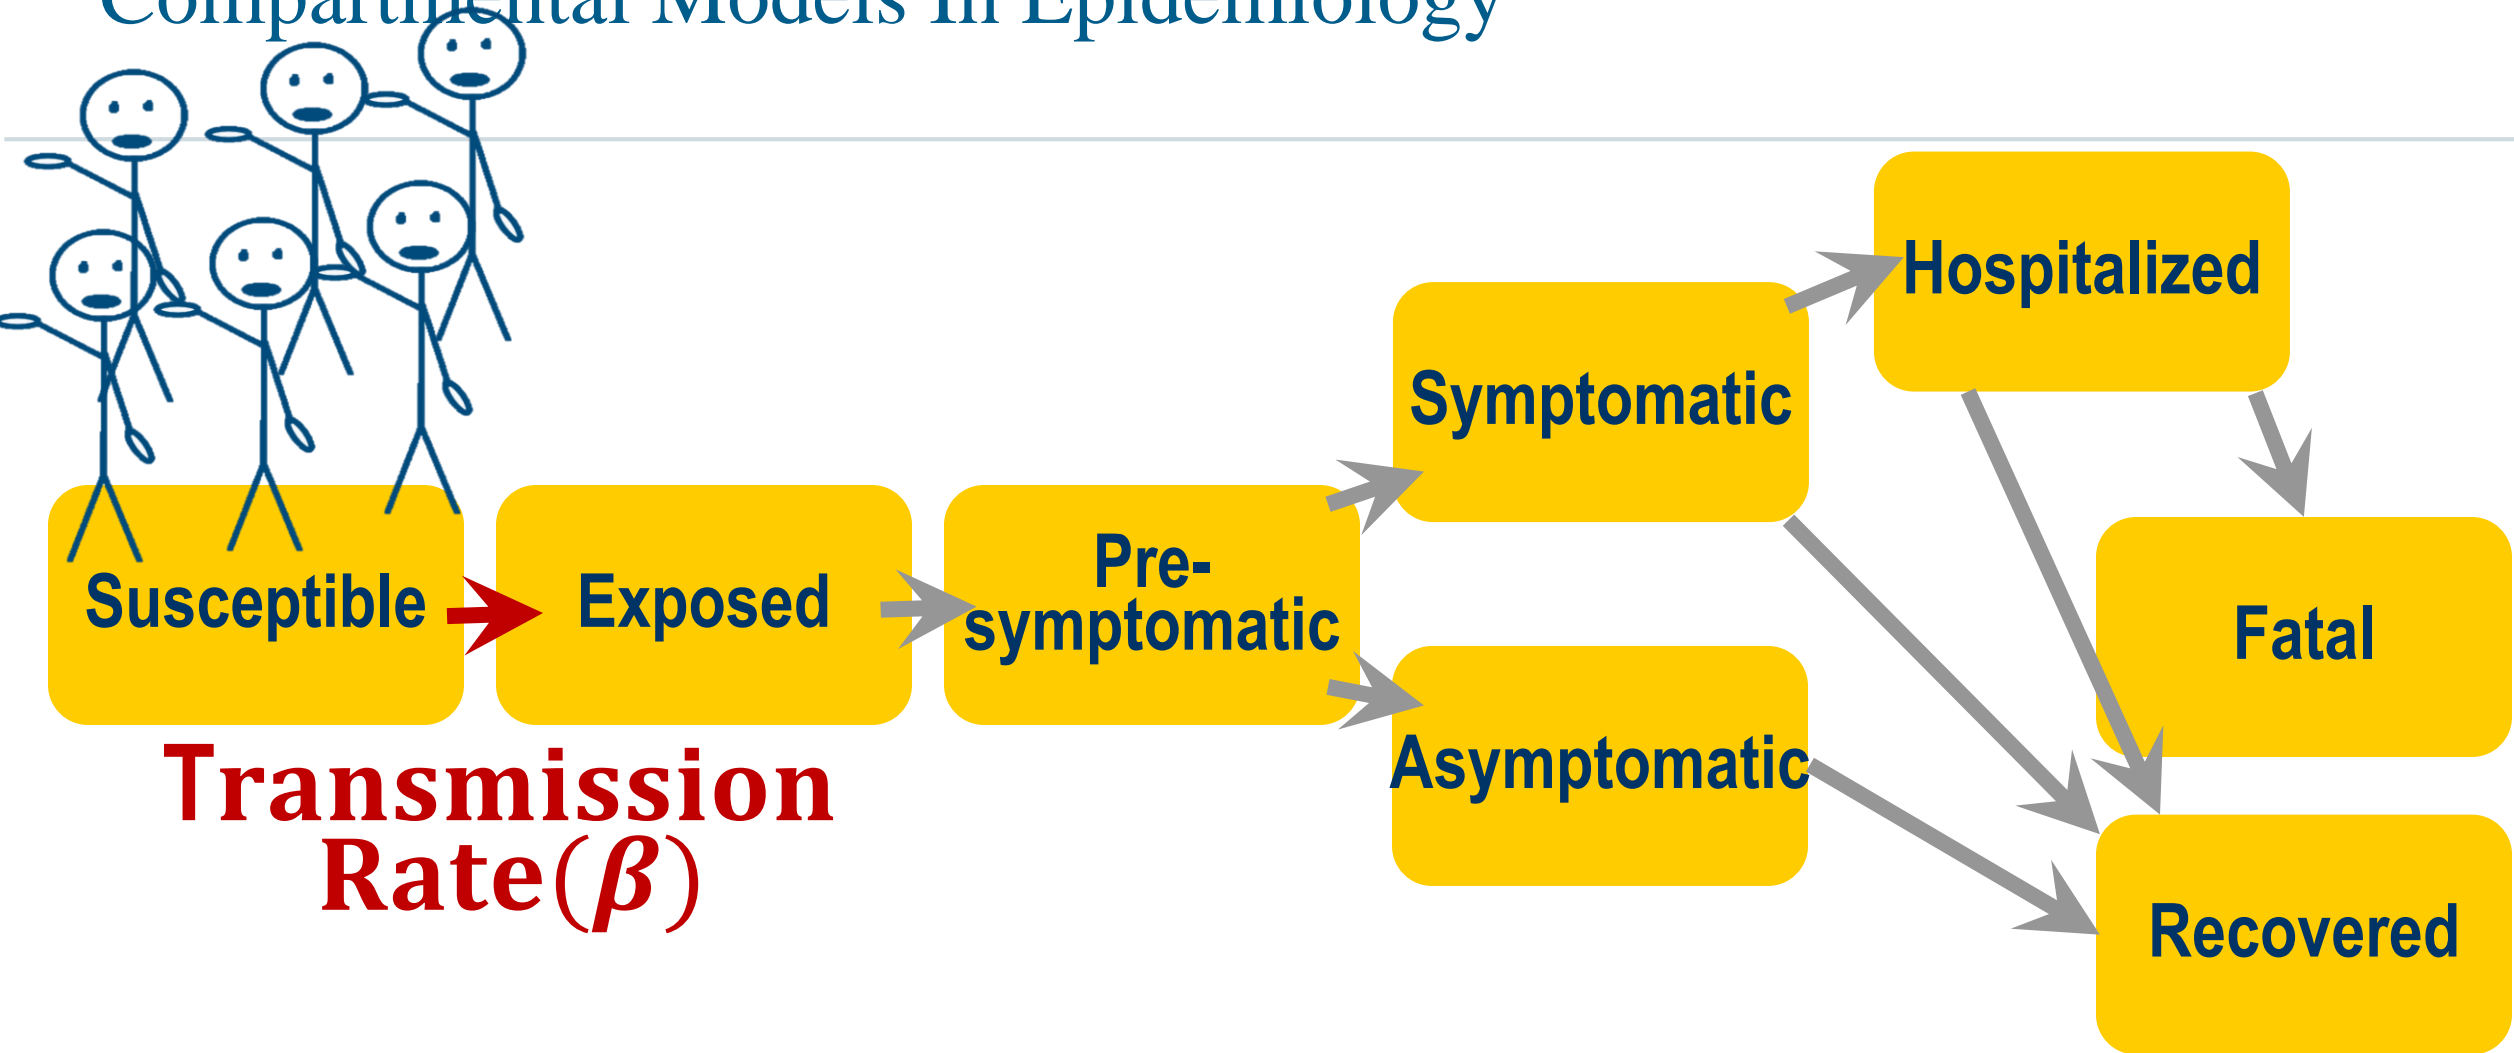 Compartmental Models in Epidemiology
Hospitalized
Symptomatic
Susceptible
Exposed
Pre-
symptomatic
Fatal
Asymptomatic
Transmission
Rate(β)
Recovered